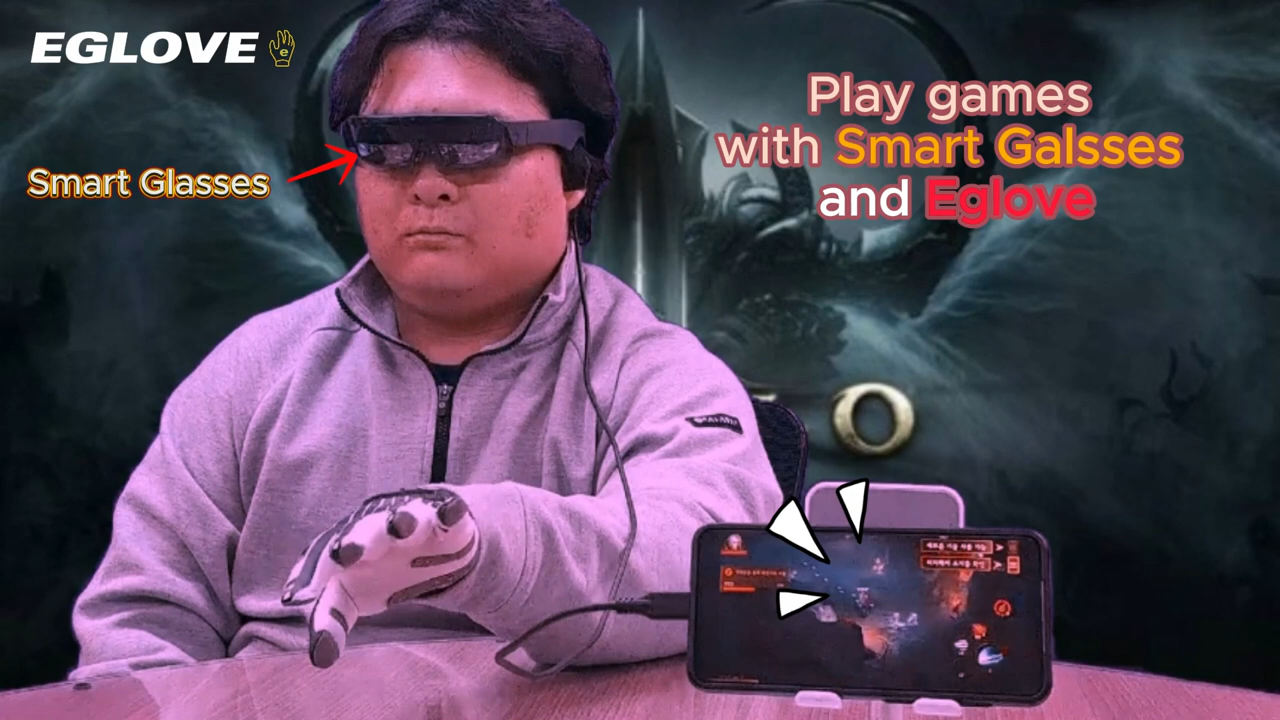 EGLOVE
e
Smart Glasses
Play games
with Smart Galsses
and Eglove
O